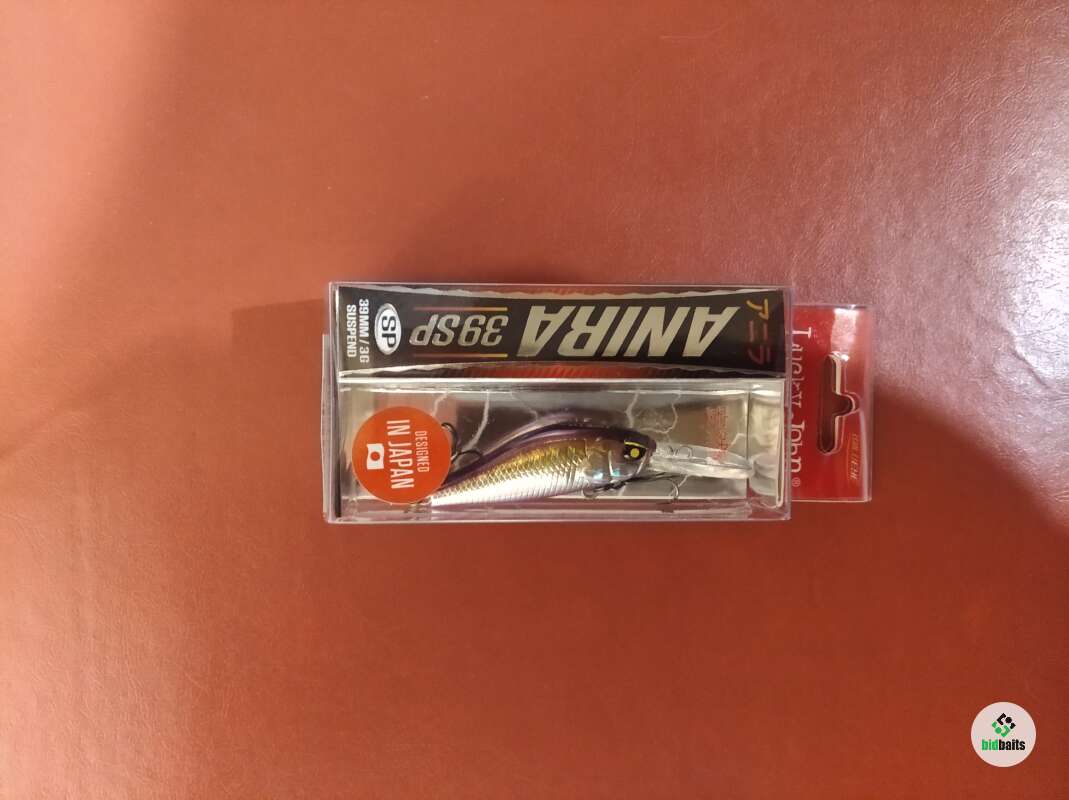 アニラ
ANIRA 39SP
SP
39MM / 3G
SUSPEND
DESIGNED
IN JAPAN
Lucky John®
bidbaits